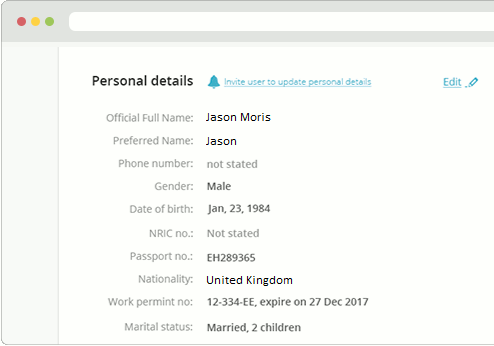 Personal details Invite user to update personal details Edit
Official Full Name: Jason Moris
Preferred Name: Jason
Phone number: not stated
Gender: Male
Date of birth: Jan, 23, 1984
NRIC no.: Not stated
Passport no.: EH289365
Nationality: United Kingdom
Work permint no: 12-334-EE, expire on 27 Dec 2017
Marital status: Married, 2 children